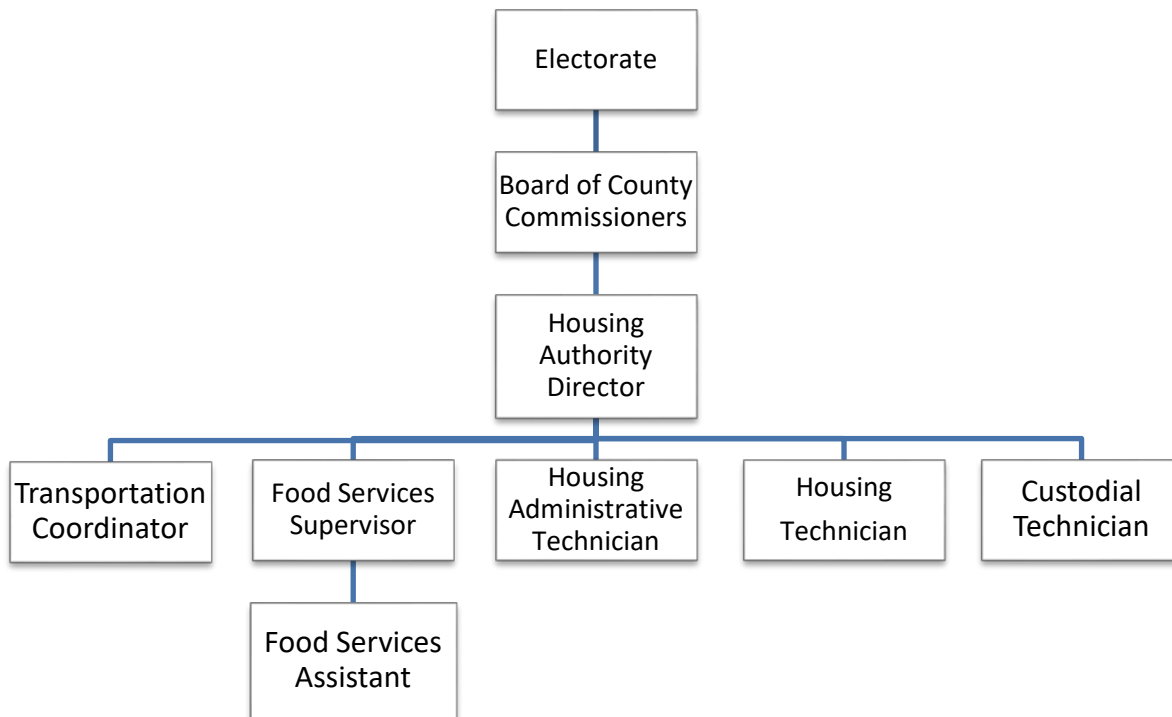 Electorate
Board of County
Commissioners
Housing
Authority
Director
Transportation
Coordinator
Food Services
Supervisor
Housing
Administrative
Technician
Housing
Technician
Custodial
Technician
Food Services
Assistant